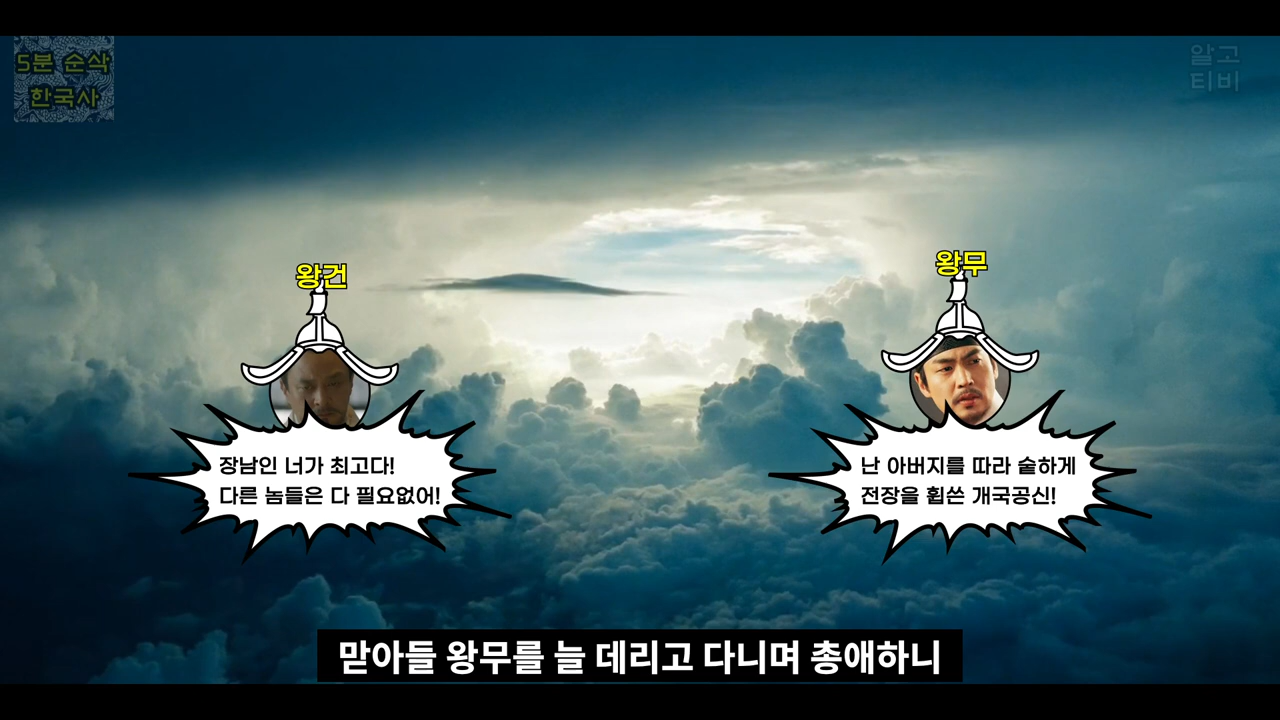 5분 순삭
한국사
알고
티비
왕건
왕무
장남인 너가 최고다!
다른 놈들은 다 필요없어!
난 아버지를 따라 숱하게
전장을 휩쓴 개국공신!
맏아들 왕무를 늘 데리고 다니며 총애하니